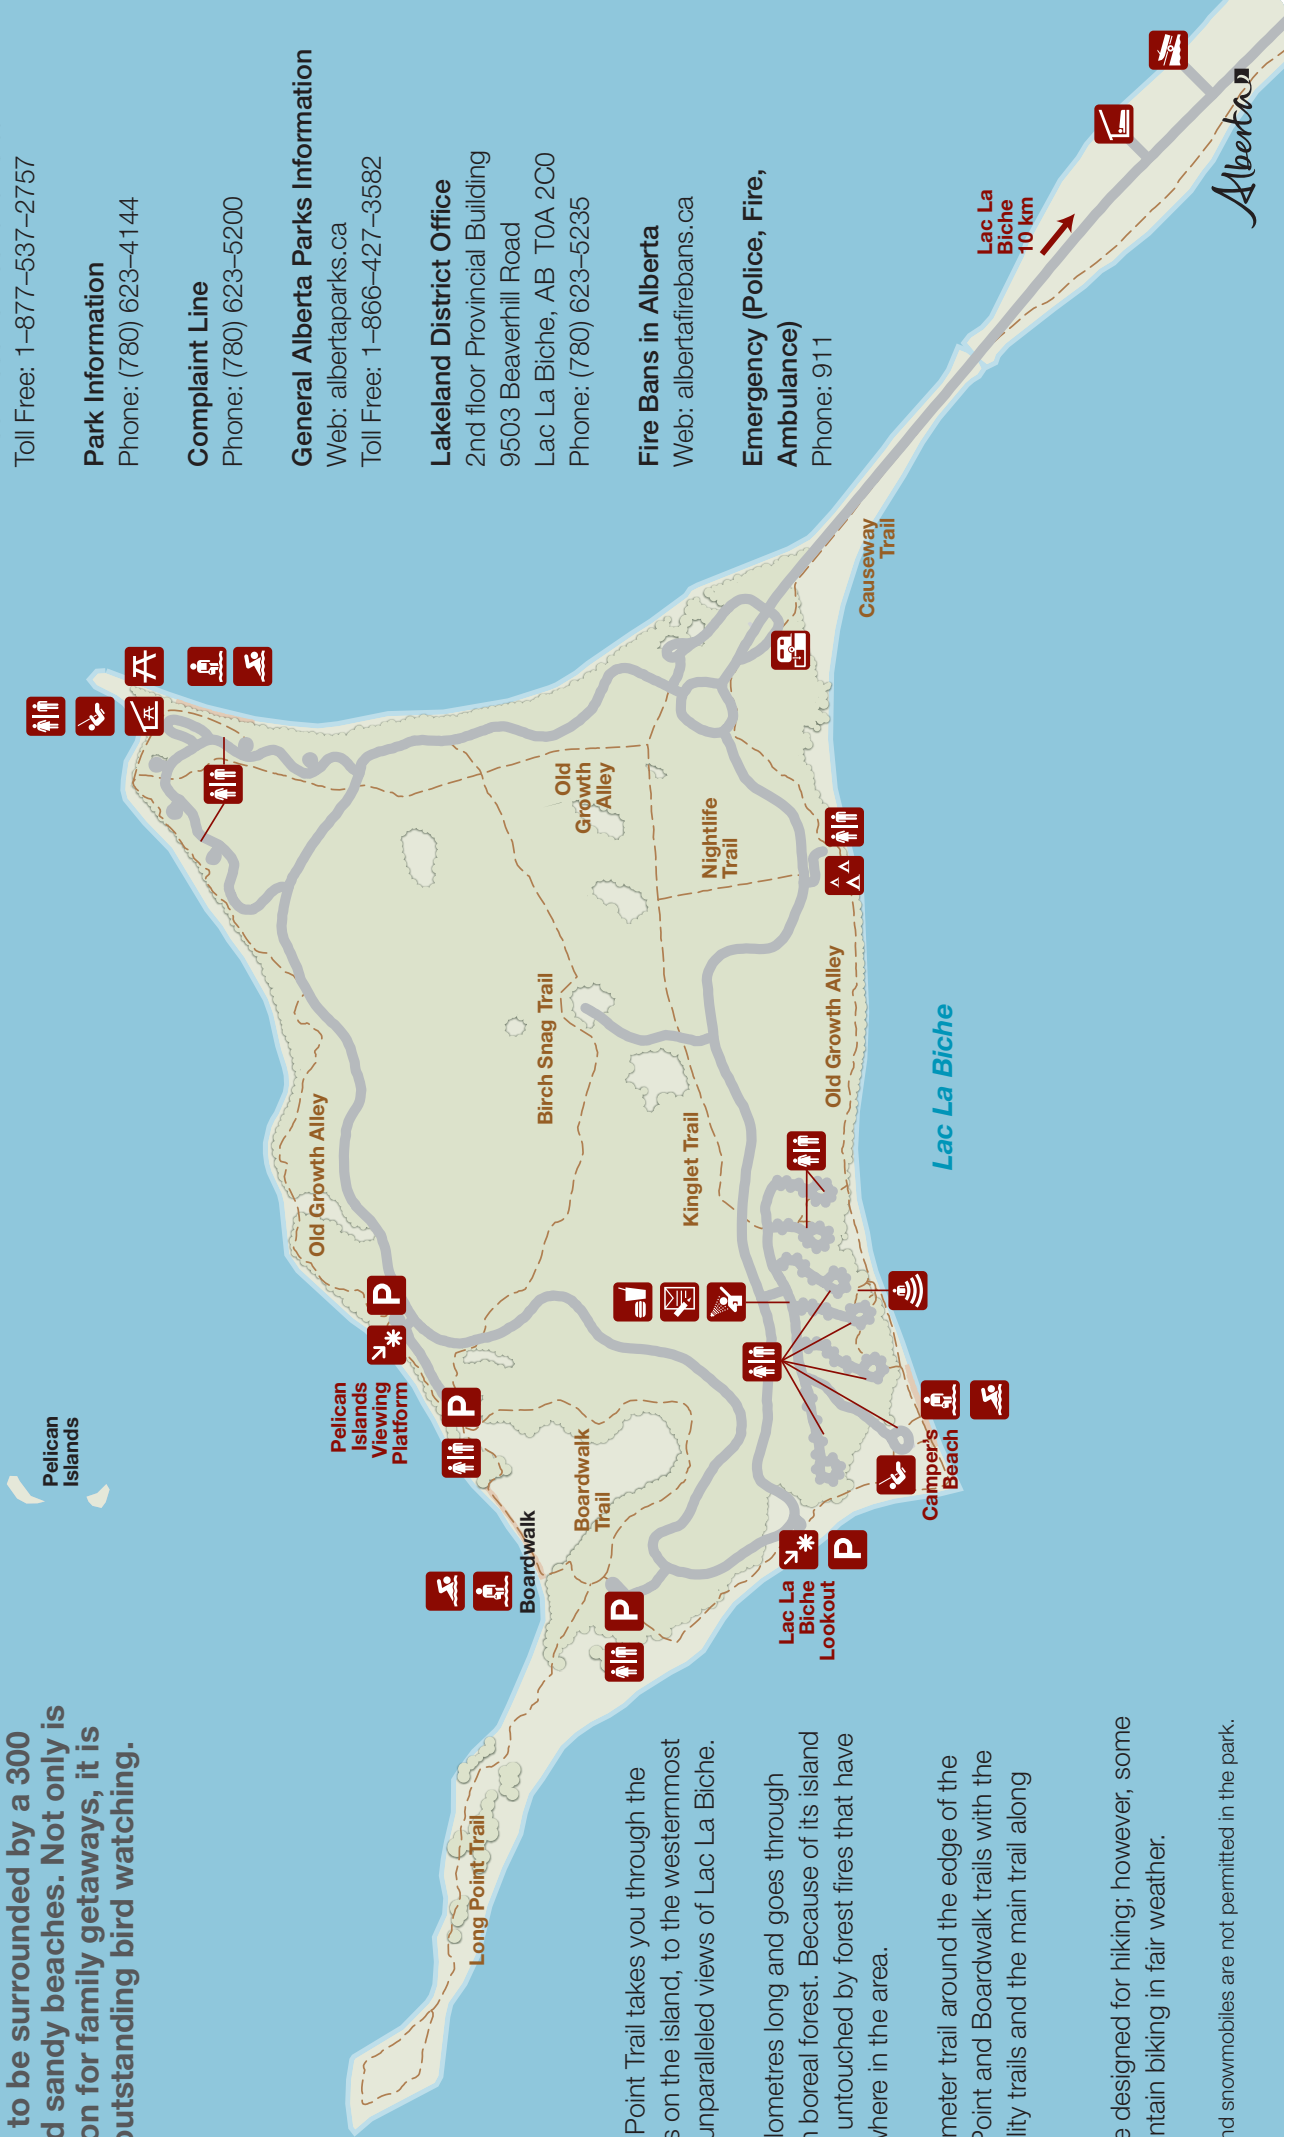 to be surrounded by a 300
d sandy beaches. Not only is
on for family getaways, it is
outstanding bird watching.
Point Trail takes you through the
s on the island, to the westernmost
unparalleled views of Lac La Biche.
lometres long and goes through
n boreal forest. Because of its island
untouched by forest fires that have
where in the area.
meter trail around the edge of the
Point and Boardwalk trails with the
lity trails and the main trail along
e designed for hiking; however, some
ntain biking in fair weather.
nd snowmobiles are not permitted in the park.
Pelican
Islands
Pelican
Islands
Viewing
Platform
P
P
Boardwalk
Boardwalk
Trail
P
Long Point Trail
Lac La
Biche
Lookout
P
Camper's
Beach
Old Growth Alley
Birch Snag Trail
Kinglet Trail
Old Growth Alley
Lac La Biche
Old
Growth
Alley
Nightlife
Trail
Causeway
Trail
Toll Free: 1–877–537–2757
Park Information
Phone: (780) 623–4144
Complaint Line
Phone: (780) 623–5200
General Alberta Parks Information
Web: albertaparks.ca
Toll Free: 1–866–427–3582
Lakeland District Office
2nd floor Provincial Building
9503 Beaverhill Road
Lac La Biche, AB T0A 2C0
Phone: (780) 623–5235
Fire Bans in Alberta
Web: albertafirebans.ca
Emergency (Police, Fire,
Ambulance)
Phone: 911
Lac La
Biche
10 km
Alberta